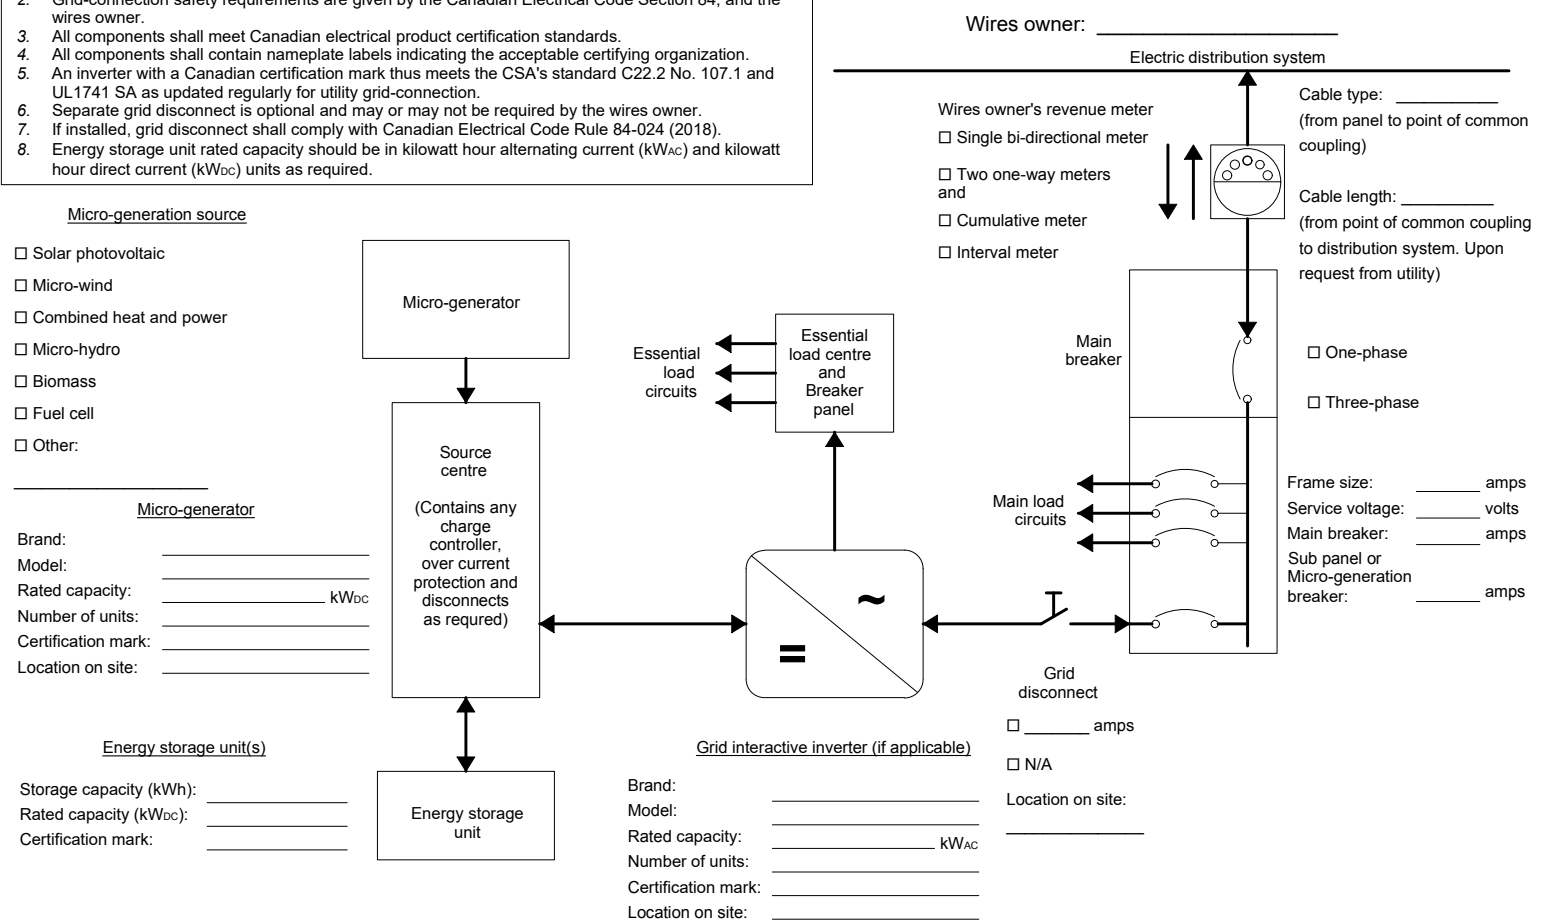 2. Grid-connection safety requirements are given by the Canadian Electrical Code Section 84, and the
wires owner.
3. All components shall meet Canadian electrical product certification standards.
4. All components shall contain nameplate labels indicating the acceptable certifying organization.
5. An inverter with a Canadian certification mark thus meets the CSA's standard C22.2 No. 107.1 and
UL1741 SA as updated regularly for utility grid-connection.
6. Separate grid disconnect is optional and may or may not be required by the wires owner.
7. If installed, grid disconnect shall comply with Canadian Electrical Code Rule 84-024 (2018).
8. Energy storage unit rated capacity should be in kilowatt hour alternating current (kWAC) and kilowatt
hour direct current (kWDC) units as required.
Wires owner:
Electric distribution system
Wires owner's revenue meter
Single bi-directional meter
Two one-way meters
and
Cumulative meter
Interval meter
Cable type:
(from panel to point of common
coupling)
Cable length:
(from point of common coupling
to distribution system. Upon
request from utility)
Micro-generation source
Solar photovoltaic
Micro-wind
Combined heat and power
Micro-hydro
Biomass
Fuel cell
Other:
Micro-generator
Brand:
Model:
Rated capacity: kWDC
Number of units:
Certification mark:
Location on site:
Micro-generator
Source
centre
(Contains any
charge
controller,
over current
protection and
disconnects
as requred)
Essential
load
circuits
Essential
load centre
and
Breaker
panel
Main
breaker
One-phase
Three-phase
Main load
circuits
Frame size: amps
Service voltage: volts
Main breaker: amps
Sub panel or
Micro-generation
breaker: amps
~
=
Grid
disconnect
amps
N/A
Location on site:
Energy storage unit(s)
Storage capacity (kWh):
Rated capacity (kWDC):
Certification mark:
Energy storage
unit
Grid interactive inverter (if applicable)
Brand:
Model:
Rated capacity: kWAC
Number of units:
Certification mark:
Location on site: